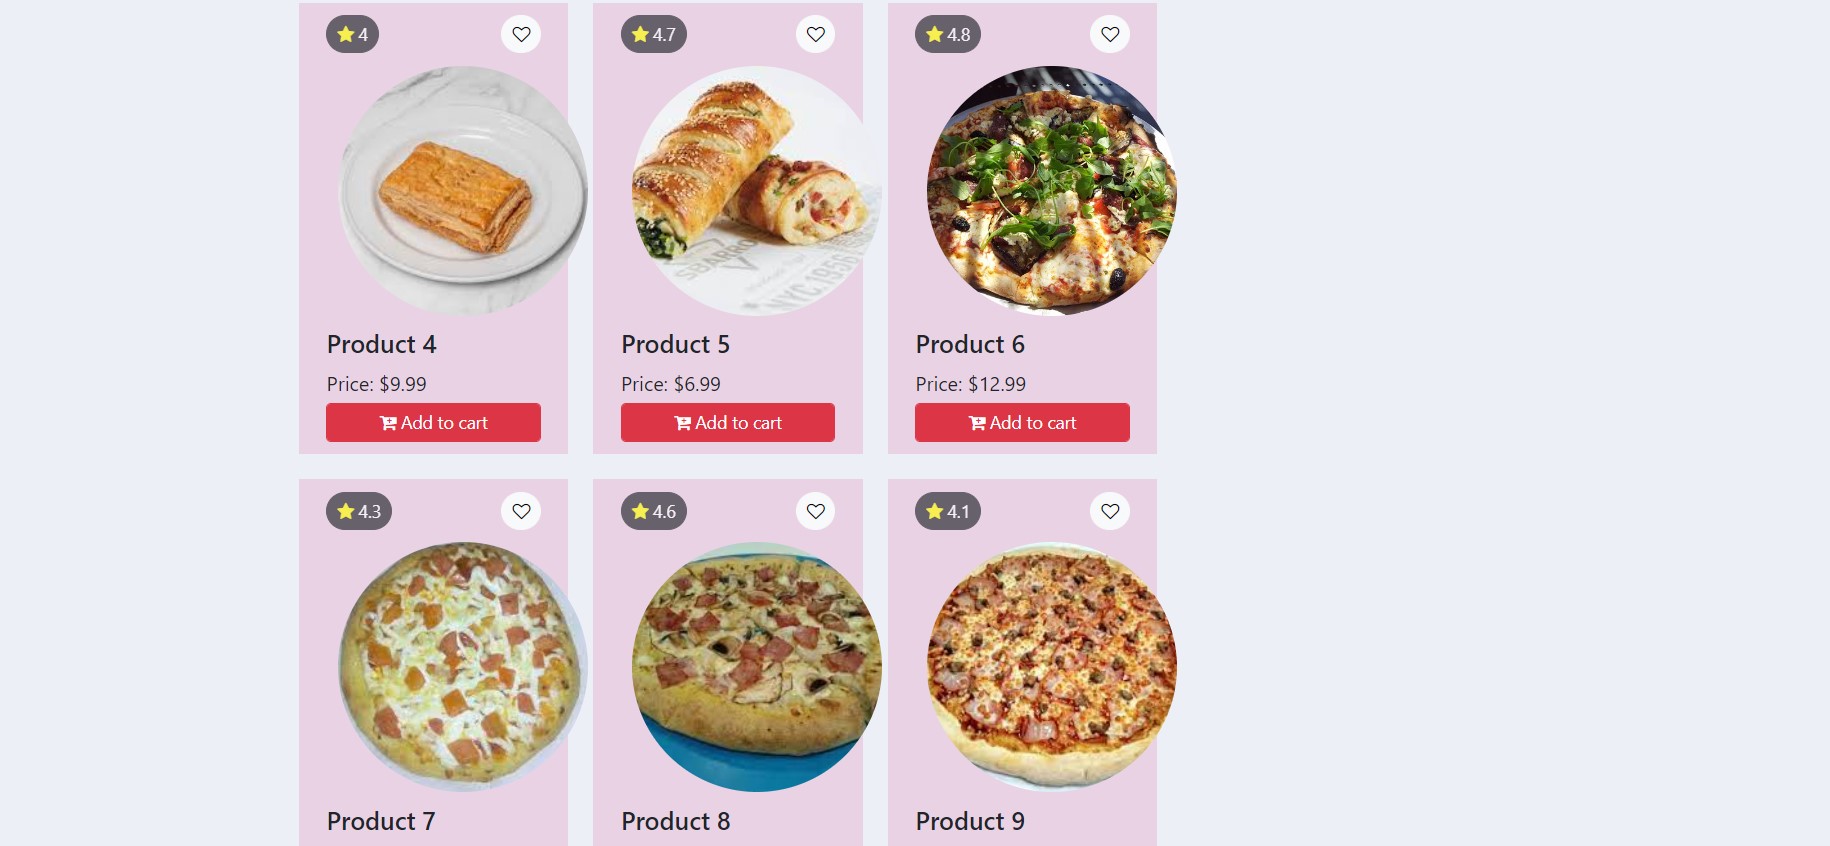 4
4.7
4.8
SBARRO
NYC. 1956
Product 4
Product 5
Product 6
Price: $9.99
Price: $6.99
Price: $12.99
Add to cart
Add to cart
Add to cart
4.3
4.6
4.1
Product 7
Product 8
Product 9